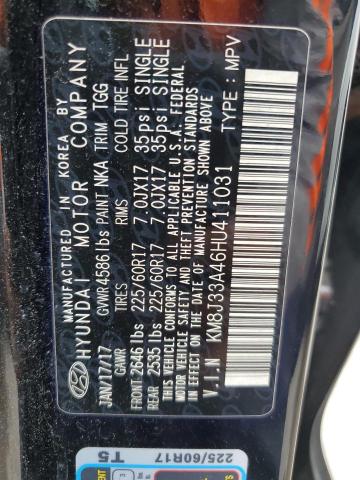 MANUFACTURED IN KOREA BY
HYUNDAI MOTOR COMPANY
JAN/17/17 GVWR 4586 lbs PAINT NKA TRIM TGG
GAWR TIRES RIMS COLD TIRE INFL
FRONT 2646 lbs 225/60R17 7.0JX17 35psi SINGLE
REAR 2535 lbs 225/60R17 7.0JX17 35psi SINGLE
THIS VEHICLE CONFORMS TO ALL APPLICABLE U.S.A. FEDERAL
MOTOR VEHICLE SAFETY AND THEFT PREVENTION STANDARDS
IN EFFECT ON THE DATE OF MANUFACTURE SHOWN ABOVE
V.I.N KM8J33A46HU411031 TYPE : MPV
225/60R17
T5